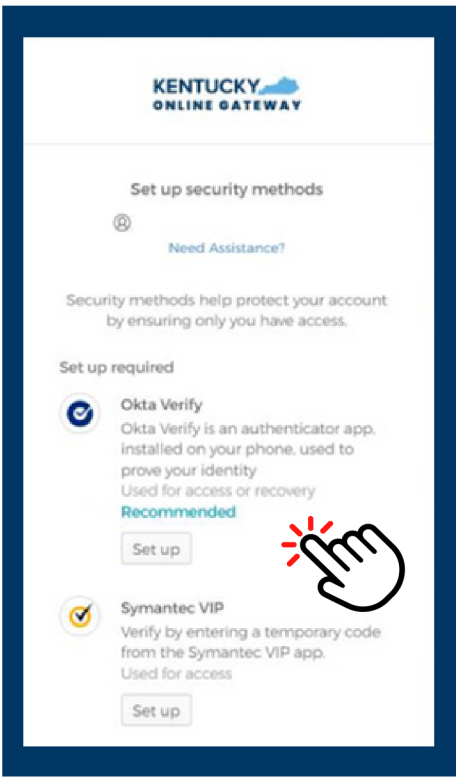 KENTUCKY
ONLINE GATEWAY
Set up security methods
Need Assistance?
Security methods help protect your account
by ensuring only you have access.
Set up required
Okta Verify
Okta Verify is an authenticator app,
installed on your phone, used to
prove your identity
Used for access or recovery
Recommended
Set up
Symantec VIP
Verify by entering a temporary code
from the Symantec VIP app.
Used for access
Set up